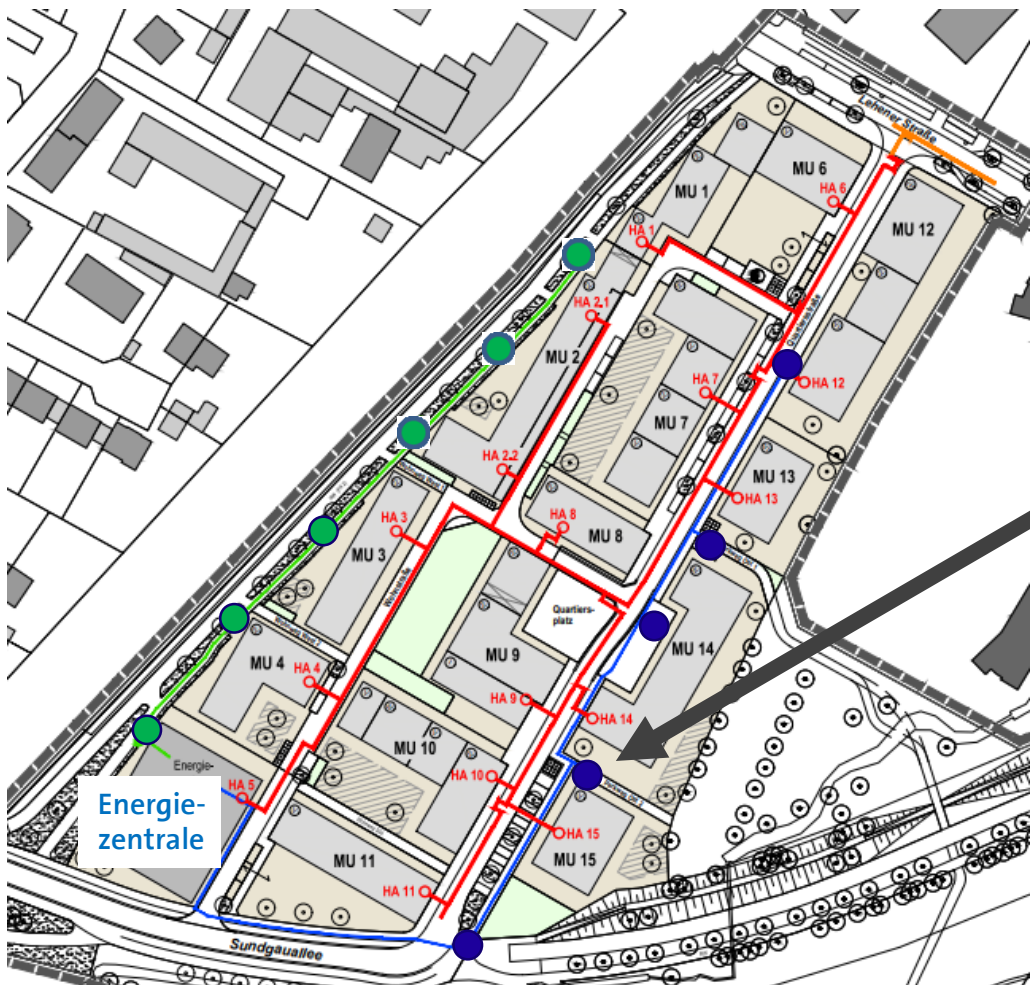 Lehener Straße
MU 6
MU 1
HA 6
MU 12
HA 1
HA 2.1
Quartiersstraße
MU 2
HA 7
HA 12
MU 7
HA 2.2
MU 13
HA 13
HA 3
HA 8
MU 8
MU 3
Wohnstraße
Quartiers-
platz
MU 9
MU 14
MU 4
HA 4
HA 9
HA 14
MU 10
Energie-
HA 5
HA 10
Energie-
zentrale
HA 15
MU 11
MU 15
HA 11
Sundgauallee